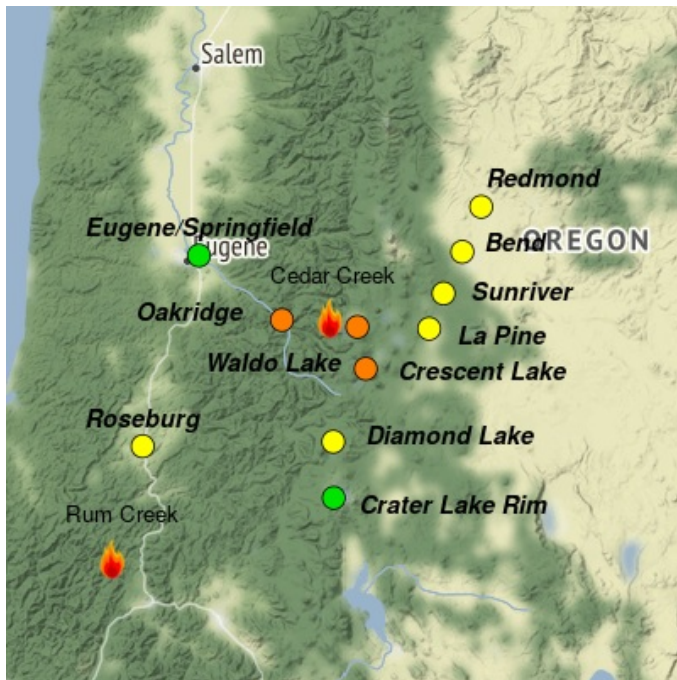 Salem
Redmond
Eugene/Springfield
Eugene
Bend
OREGON
Cedar Creek
Sunriver
Oakridge
La Pine
Waldo Lake
Crescent Lake
Roseburg
Diamond Lake
Crater Lake Rim
Rum Creek